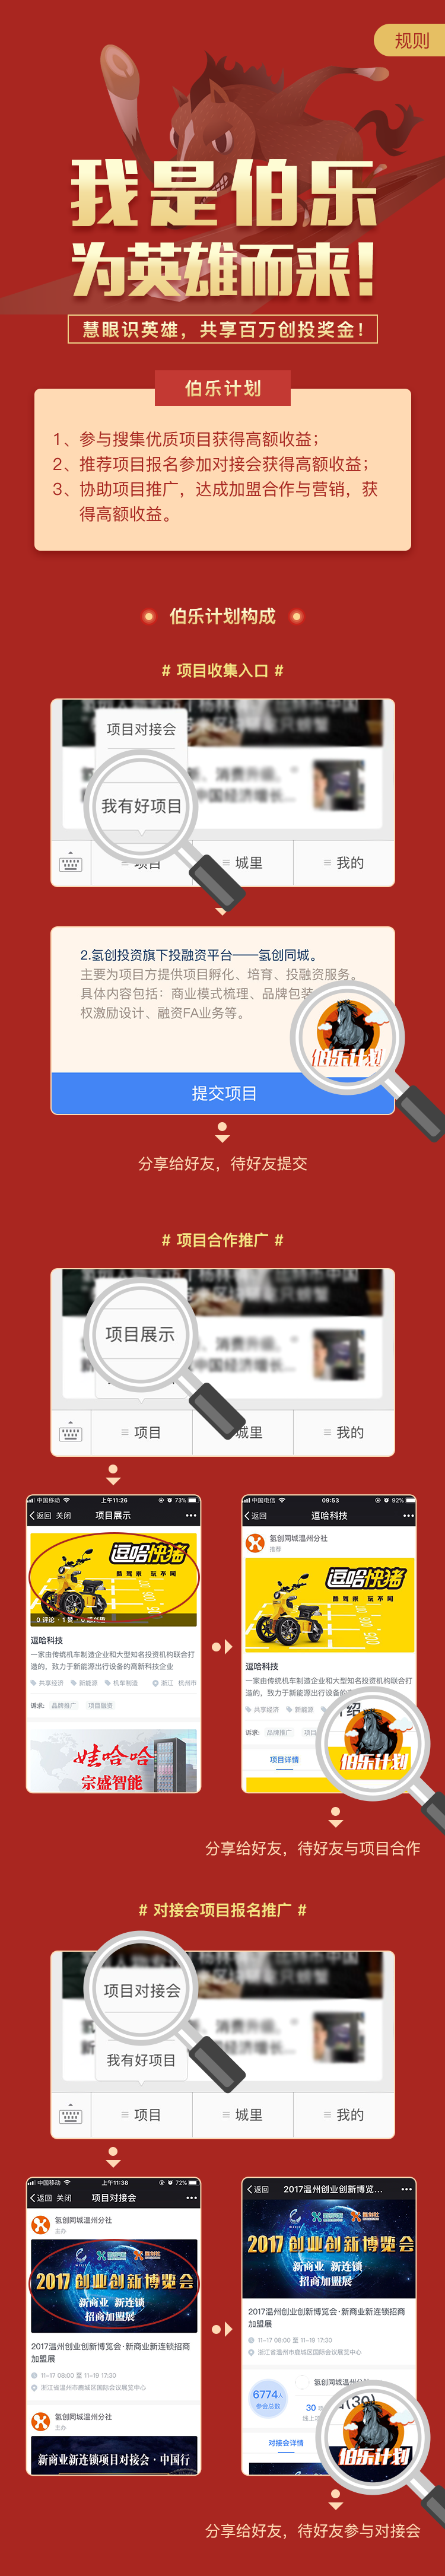 规则
我是伯乐
为英雄而来！
慧眼识英雄，共享百万创投奖金！
伯乐计划
1、参与搜集优质项目获得高额收益；
2、推荐项目报名参加对接会获得高额收益；
3、协助项目推广，达成加盟合作与营销，获
得高额收益。
伯乐计划构成
# 项目收集入口 #
项目对接会
我有好项目
项目
城里
我的
2.氢创投资旗下投融资平台——氢创同城。
主要为项目方提供项目孵化、培育、投融资服务。
具体内容包括：商业模式梳理、品牌包装
权激励设计、融资FA业务等。
伯乐计划
提交项目
分享给好友，待好友提交
# 项目合作推广 #
项目展示
项目
城里
我的
中国移动 上午11:26 73%
返回 关闭 项目展示
逗哈快猪
酷驾乘 玩不同
0 评论
逗哈科技
一家由传统机车制造企业和大型知名投资机构联合打
造的，致力于新能源出行设备的高新科技企业
共享经济 新能源 机车制造 浙江 杭州市
诉求： 品牌推广 项目融资
娃哈哈
宗盛智能
中国电信 09:53 92%
返回 逗哈科技
氢创同城温州分社
推荐
逗哈快猪
酷驾乘 玩不同
逗哈科技
一家由传统机车制造企业和大型知名投资机构联合打
造的，致力于新能源出行设备的
共享经济 新能源
诉求： 品牌推广 项目
项目详情
绍
伯乐计划
分享给好友，待好友与项目合作
# 对接会项目报名推广 #
项目对接会
我有好项目
项目
城里
我的
中国移动 上午11:38 72%
返回 关闭 项目对接会
氢创同城温州分社
主办
2017 创业创新博览会
新商业 新连锁
招商加盟展
2017温州创业创新博览会·新商业新连锁招商
加盟展
11-17 08:00 至 11-19 17:30
浙江省温州市鹿城区国际会议展览中心
氢创同城温州分社
主办
新商业新连锁项目对接会·中国行
返回 2017温州创业创新博览...
2017 创业创新博览会
新商业 新连锁
招商加盟展
2017温州创业创新博览会·新商业新连锁招商
加盟展
11-17 08:00 至 11-19 17:30
浙江省温州市鹿城区国际会议展览中心
6774人
参会总数
氢创同城温州分社
30
线上
(30)
对接会详情
伯乐计划
分享给好友，待好友参与对接会